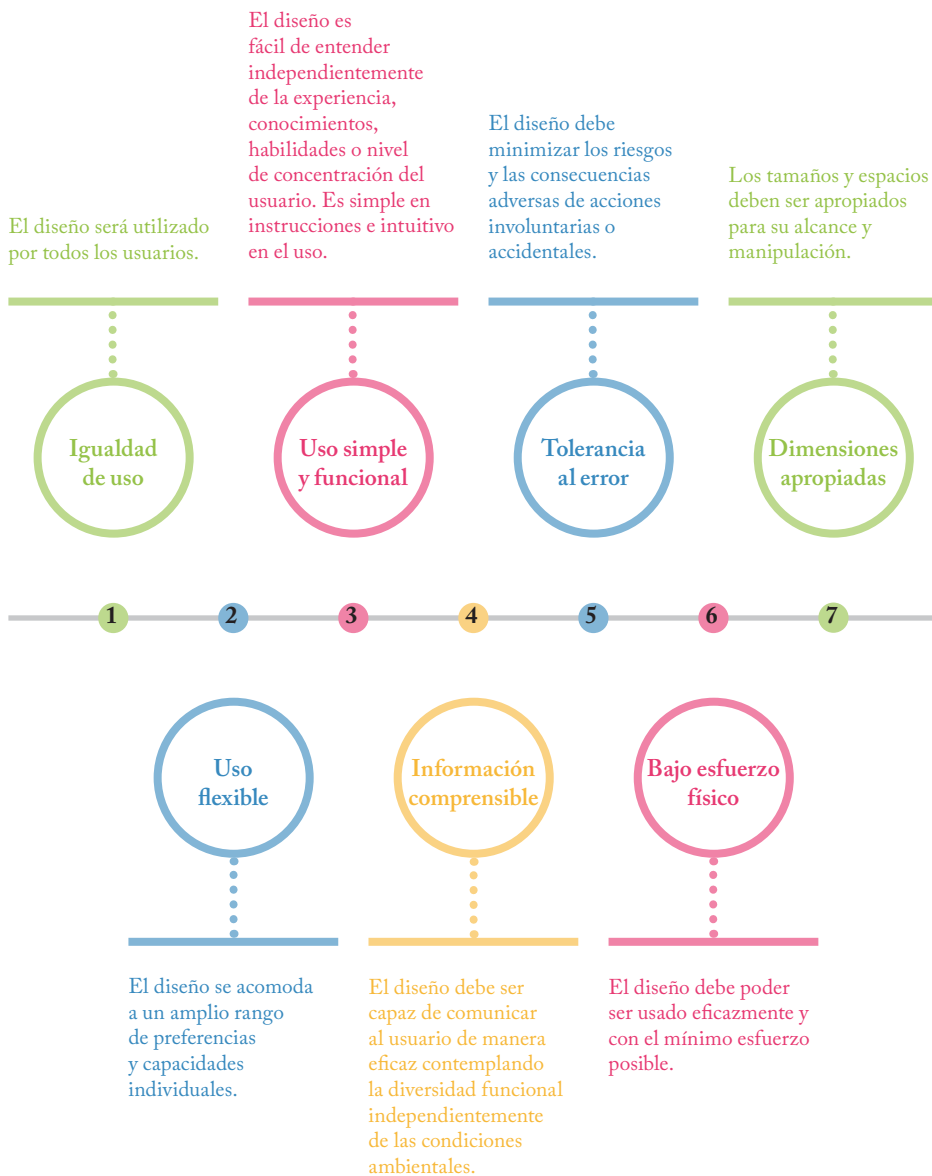 El diseño será utilizado
por todos los usuarios.
El diseño es
fácil de entender
independientemente
de la experiencia,
conocimientos,
habilidades o nivel
de concentración del
usuario. Es simple en
instrucciones e intuitivo
en el uso.
El diseño debe
minimizar los riesgos
y las consecuencias
adversas de acciones
involuntarias o
accidentales.
Los tamaños y espacios
deben ser apropiados
para su alcance y
manipulación.
Igualdad
de uso
Uso simple
y funcional
Tolerancia
al error
Dimensiones
apropiadas
1
2
3
4
5
6
7
Uso
flexible
Información
comprensible
Bajo esfuerzo
físico
El diseño se acomoda
a un amplio rango
de preferencias
y capacidades
individuales.
El diseño debe ser
capaz de comunicar
al usuario de manera
eficaz contemplando
la diversidad funcional
independientemente
de las condiciones
ambientales.
El diseño debe poder
ser usado eficazmente y
con el mínimo esfuerzo
posible.